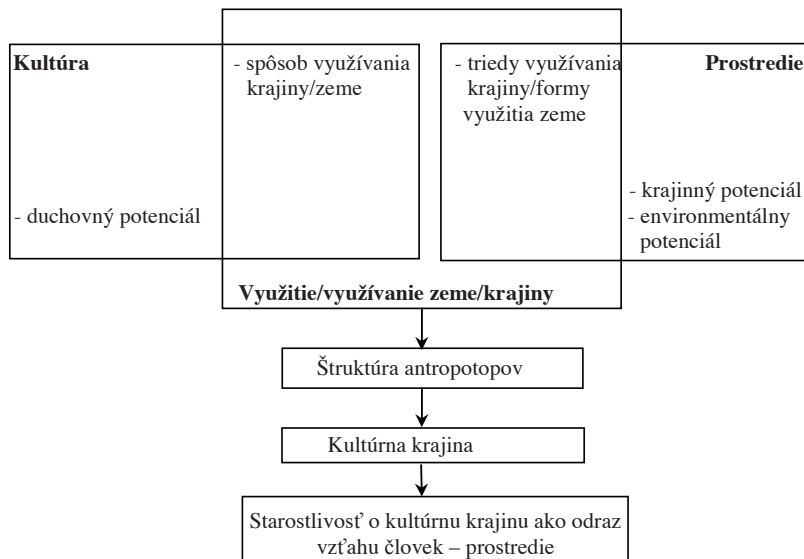 Kultúra
- spôsob využívania
krajiny/zeme
- duchovný potenciál
- triedy využívania
krajiny/formy
využitia zeme
Prostredie
- krajinný potenciál
- environmentálny
potenciál
Využitie/využívanie zeme/krajiny
Štruktúra antropotopov
Kultúrna krajina
Starostlivosť o kultúrnu krajinu ako odraz
vzťahu človek – prostredie